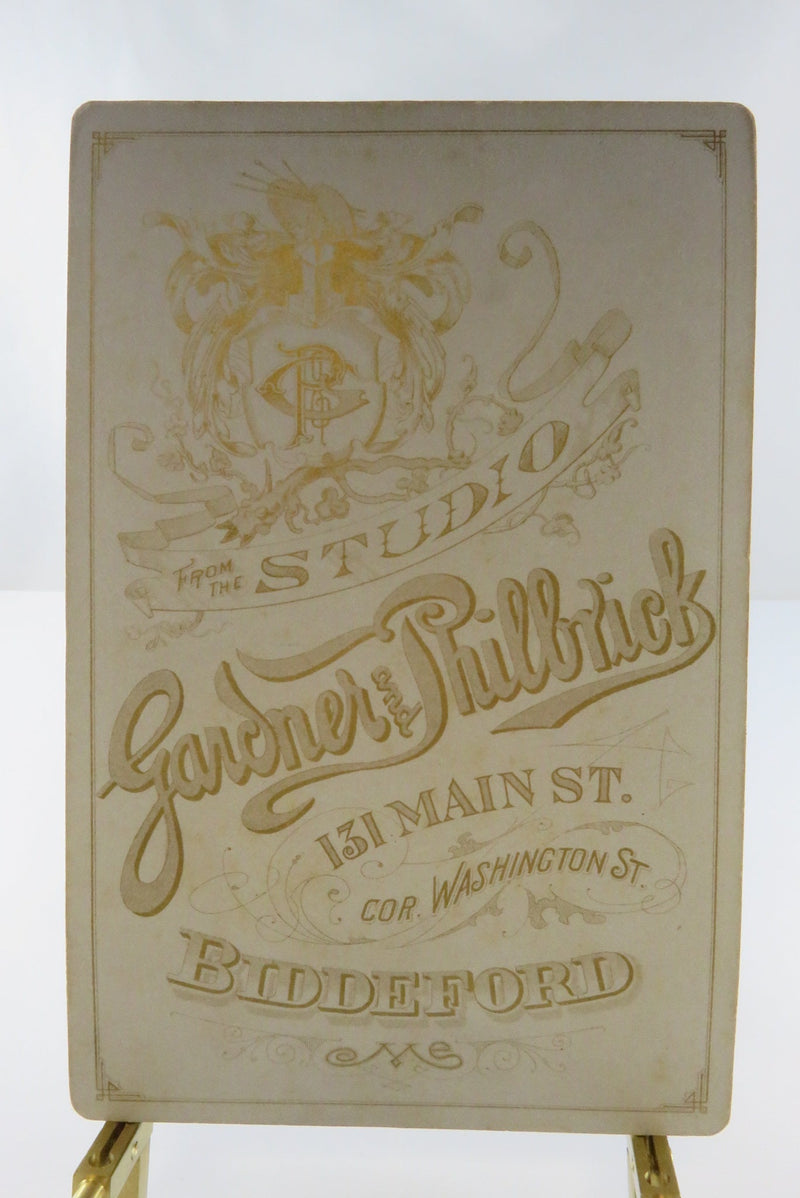 FROM THE STUDIO
Gardner and Philbrick
131 MAIN ST.
COR. WASHINGTON ST.
BIDDEFORD
Me